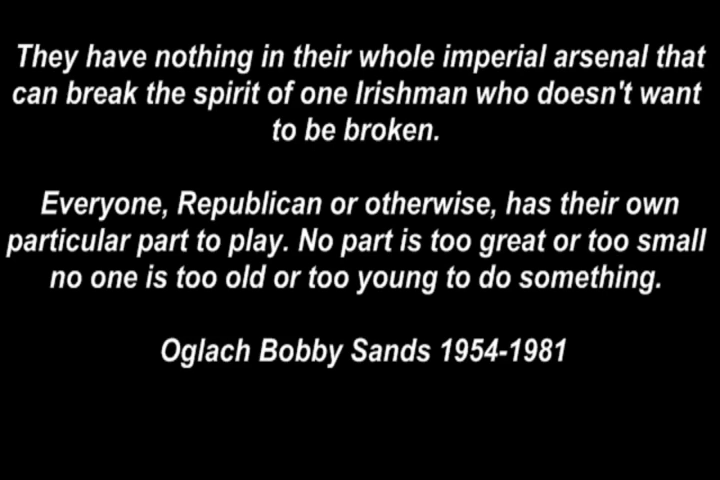 They have nothing in their whole imperial arsenal that
can break the spirit of one Irishman who doesn't want
to be broken.
Everyone, Republican or otherwise, has their own
particular part to play. No part is too great or too small
no one is too old or too young to do something.
Oglach Bobby Sands 1954-1981